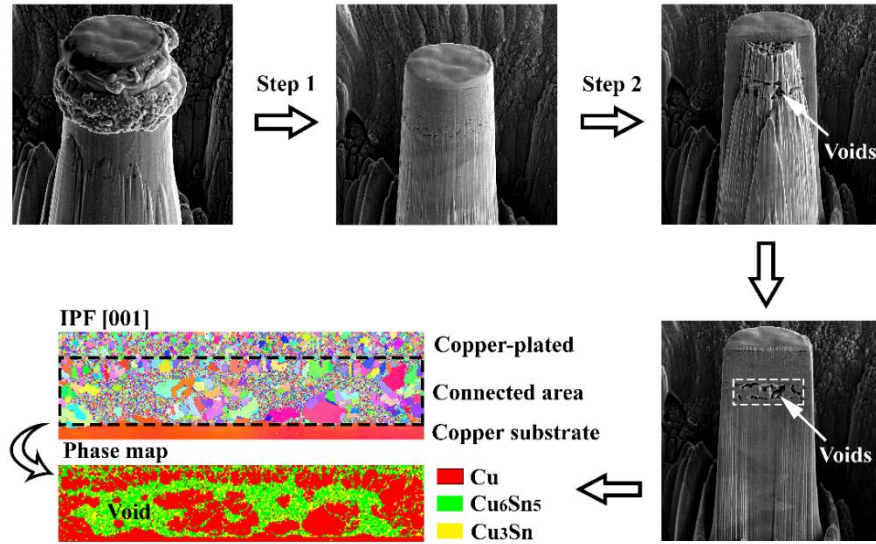 Step 1
Step 2
Voids
IPF [001]
Copper-plated
Connected area
Copper substrate
Phase map
Void
Cu
Cu₆Sn₅
Cu₃Sn
Voids